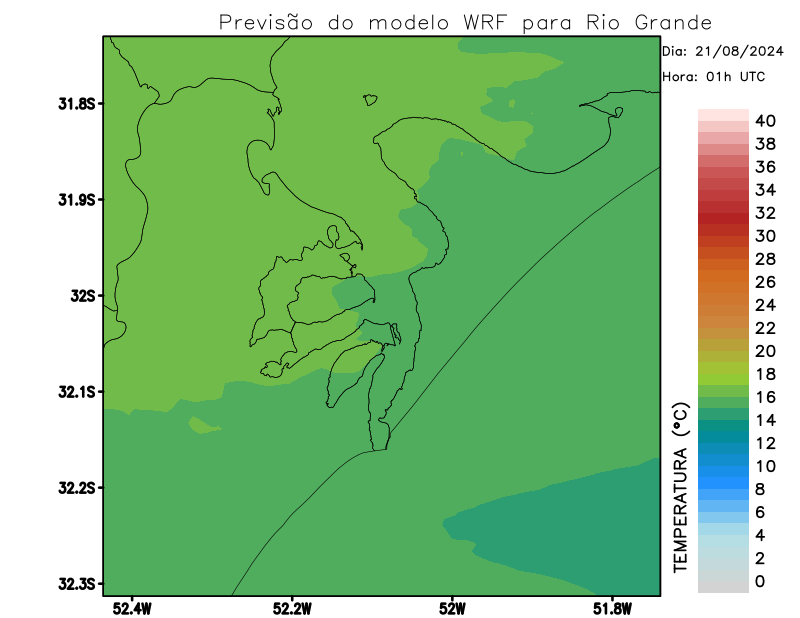 Previsão do modelo WRF para Rio Grande
Dia: 21/08/2024
Hora: 01h UTC
31.8S
31.9S
32S
32.1S
32.2S
32.3S
52.4W
52.2W
52W
51.8W
40
38
36
34
32
30
28
26
24
22
20
18
16
14
12
10
8
6
4
2
0
TEMPERATURA (°C)